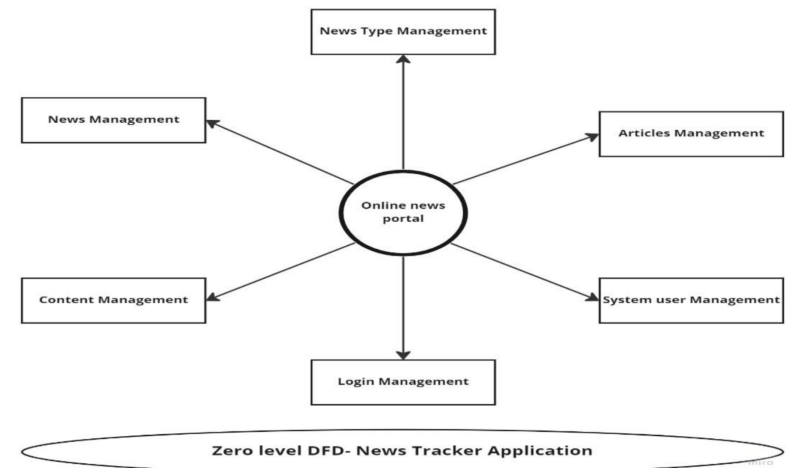 News Type Management
News Management
Articles Management
Online news
portal
Content Management
System user Management
Login Management
Zero level DFD- News Tracker Application
miro